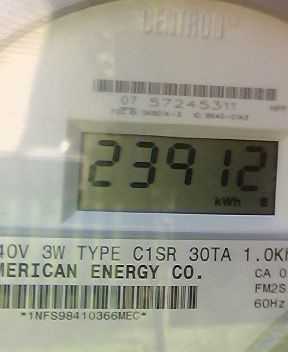 CENTRON®
07 57245311
23912
kWh
40V 3W TYPE C1SR 30TA 1.0K
MERICAN ENERGY CO.
CA 0
FM2S
60Hz
*1NFS98410366MEC*